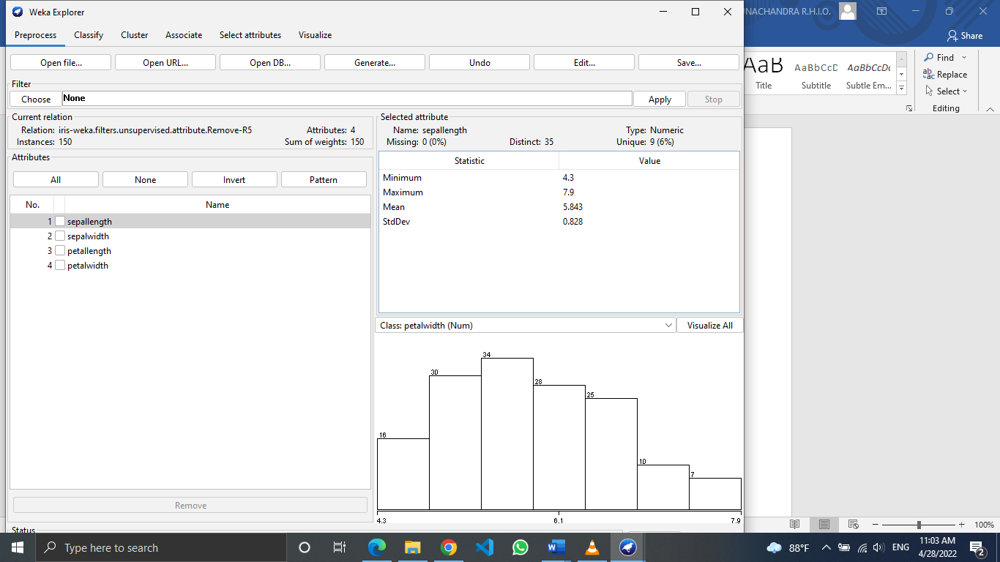 Weka Explorer
Preprocess Classify Cluster Associate Select attributes Visualize
Open file... Open URL... Open DB... Generate... Undo Edit... Save...
Filter
Choose None Apply Stop
Current relation
Relation: iris-weka.filters.unsupervised.attribute.Remove-R5 Attributes: 4
Instances: 150 Sum of weights: 150
Attributes
All None Invert Pattern
No. Name
1 sepallength
2 sepalwidth
3 petallength
4 petalwidth
Remove
Status
Selected attribute
Name: sepallength Type: Numeric
Missing: 0 (0%) Distinct: 35 Unique: 9 (6%)
Statistic Value
Minimum 4.3
Maximum 7.9
Mean 5.843
StdDev 0.828
Class: petalwidth (Num) Visualize All
34
30
28
25
16
10
7
4.3 6.1 7.9
NACHANDRA R.H.I.O.
Share
AaB AaBbCcD AaBbCcDc
Title Subtitle Subtle Em...
Find
Replace
Select
Editing
100%
Type here to search
88°F ENG
11:03 AM
4/28/2022
2